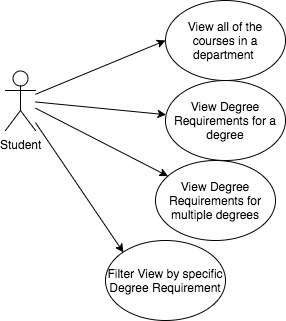 View all of the
courses in a
department
View Degree
Requirements for a
degree
Student
View Degree
Requirements for
multiple degrees
Filter View by specific
Degree Requirement